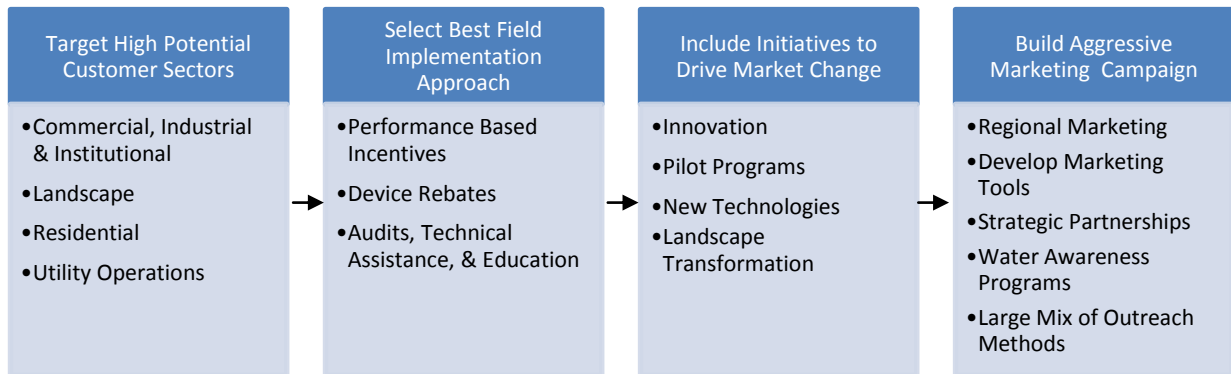 Target High Potential
Customer Sectors
•Commercial, Industrial
& Institutional
•Landscape
•Residential
•Utility Operations
Select Best Field
Implementation
Approach
•Performance Based
Incentives
•Device Rebates
•Audits, Technical
Assistance, & Education
Include Initiatives to
Drive Market Change
•Innovation
•Pilot Programs
•New Technologies
•Landscape
Transformation
Build Aggressive
Marketing Campaign
•Regional Marketing
•Develop Marketing
Tools
•Strategic Partnerships
•Water Awareness
Programs
•Large Mix of Outreach
Methods